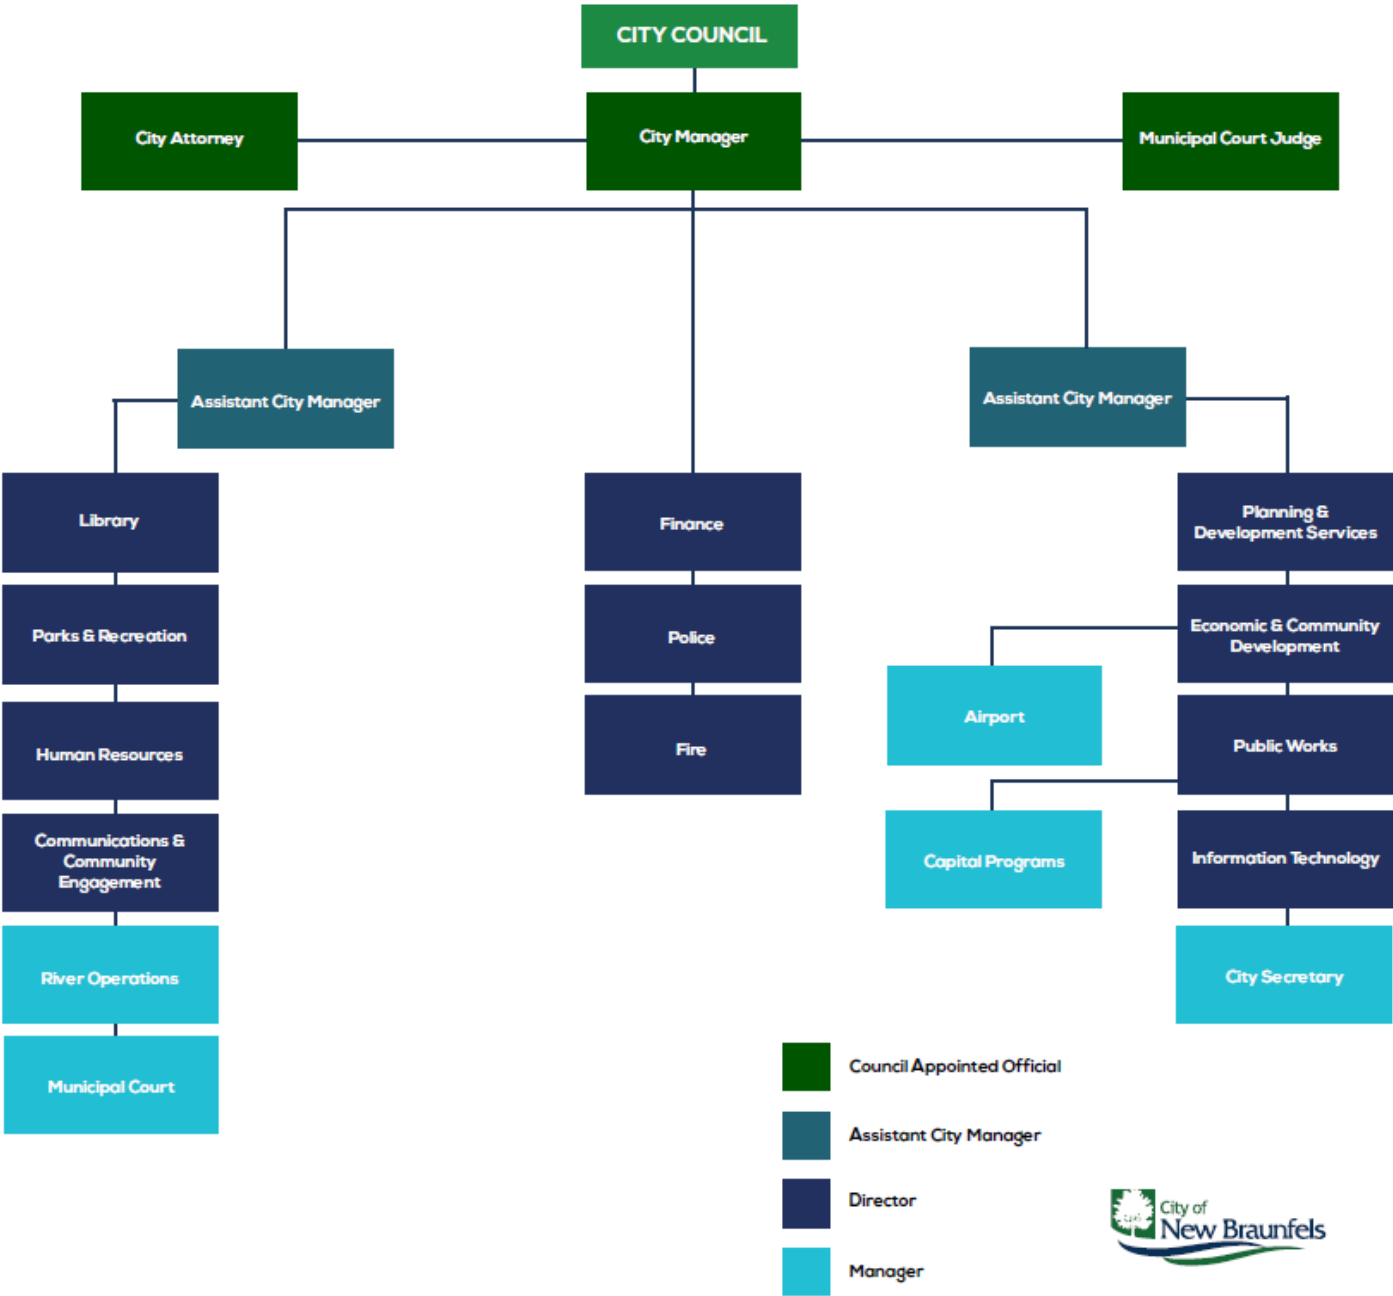 CITY COUNCIL
City Attorney
City Manager
Municipal Court Judge
Assistant City Manager
Assistant City Manager
Library
Parks & Recreation
Human Resources
Communications &
Community
Engagement
River Operations
Municipal Court
Finance
Police
Fire
Planning &
Development Services
Economic & Community
Development
Airport
Public Works
Capital Programs
Information Technology
City Secretary
Council Appointed Official
Assistant City Manager
Director
Manager
City of
New Braunfels